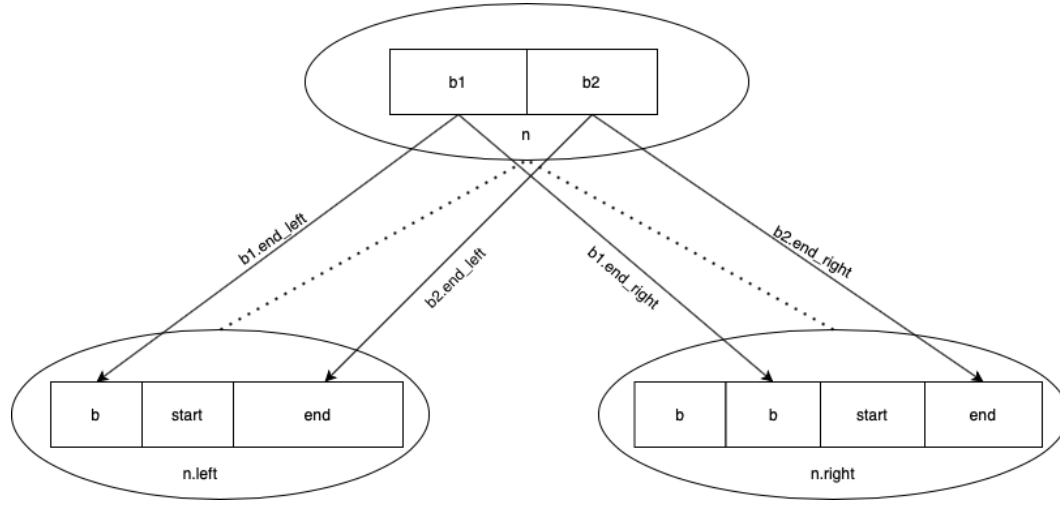 b1 b2
n
b1.end_left
b2.end_left
b1.end_right
b2.end_right
b start end
n.left
b b start end
n.right